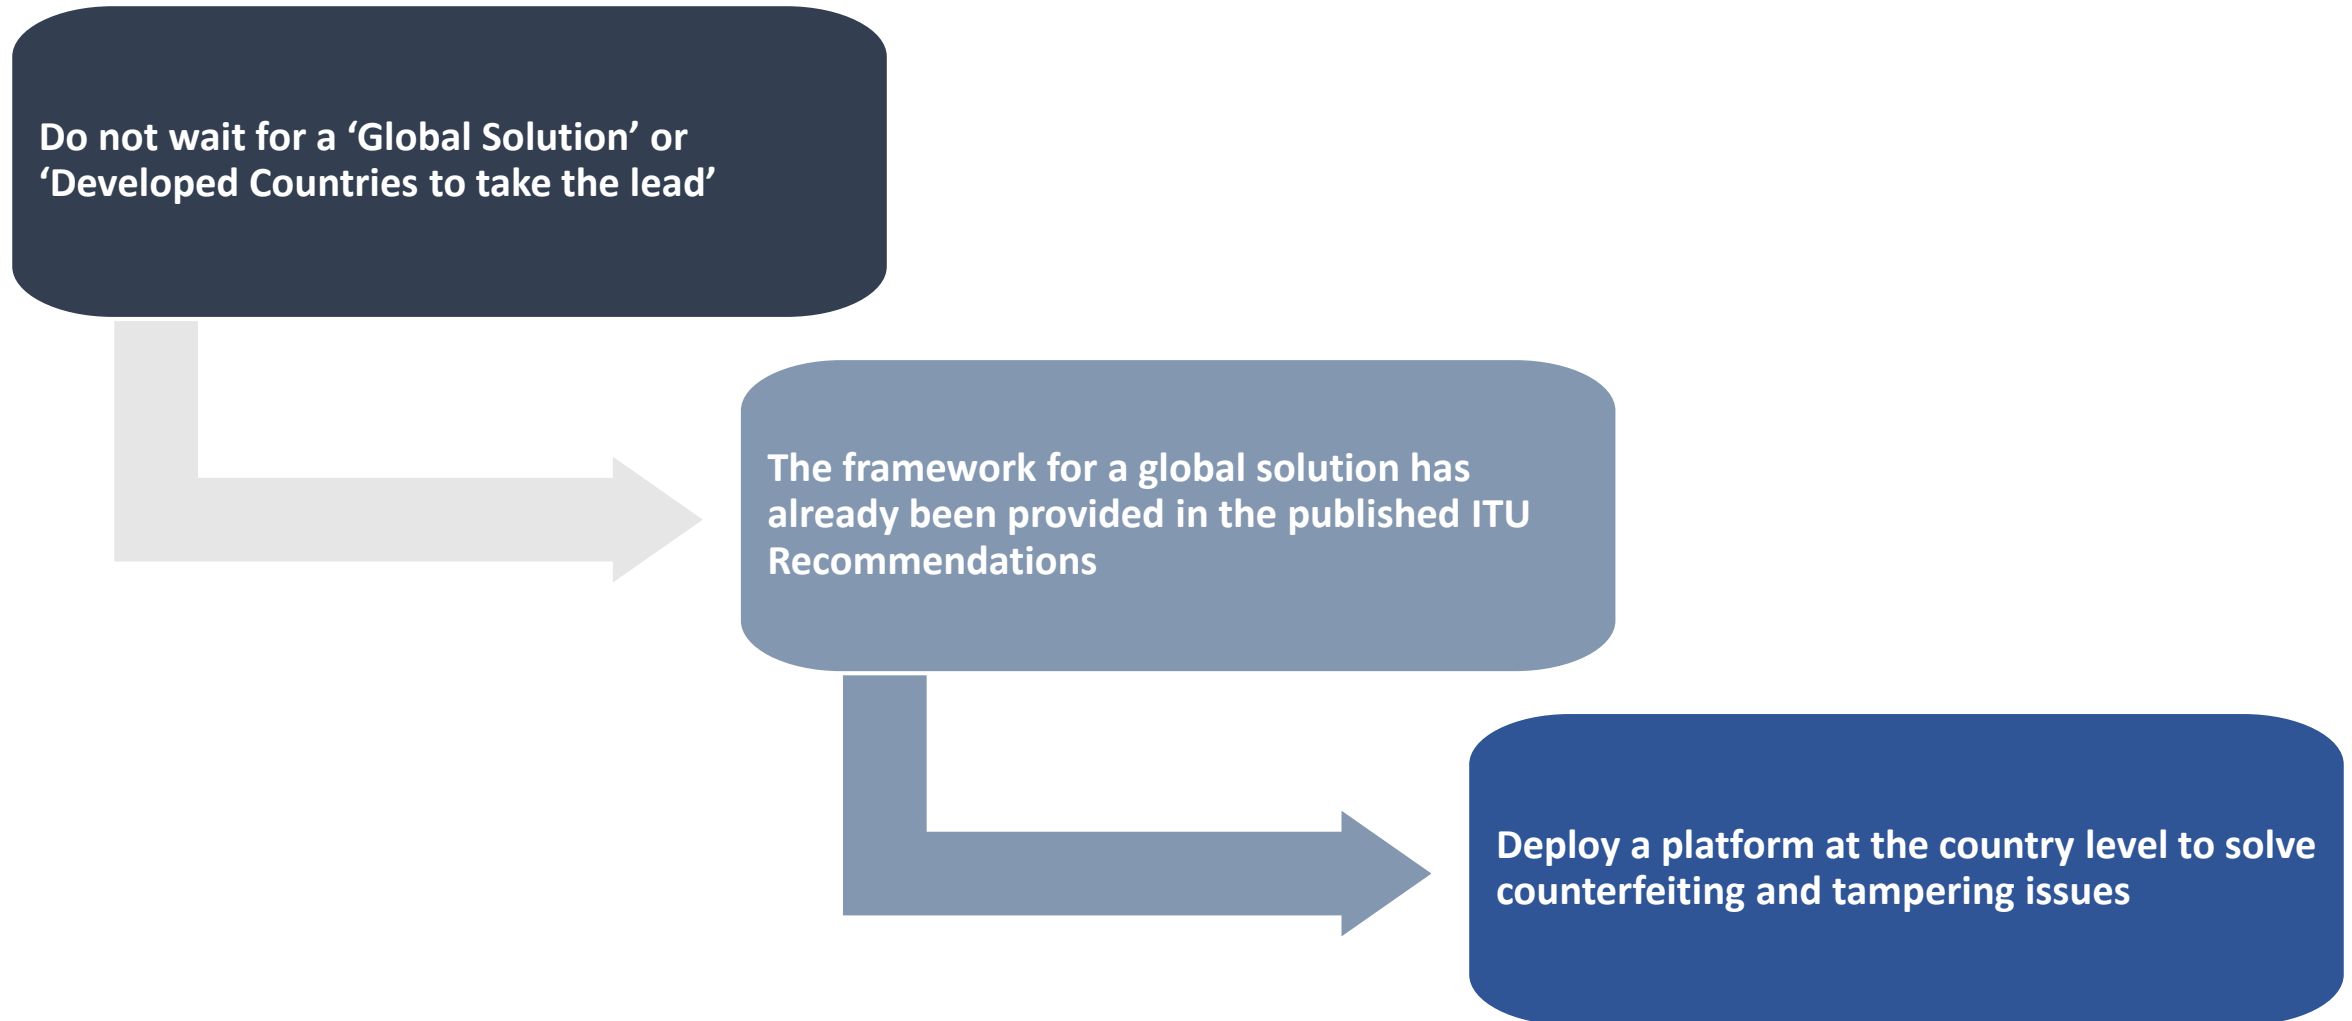 Do not wait for a ‘Global Solution’ or
‘Developed Countries to take the lead’
The framework for a global solution has
already been provided in the published ITU
Recommendations
Deploy a platform at the country level to solve
counterfeiting and tampering issues